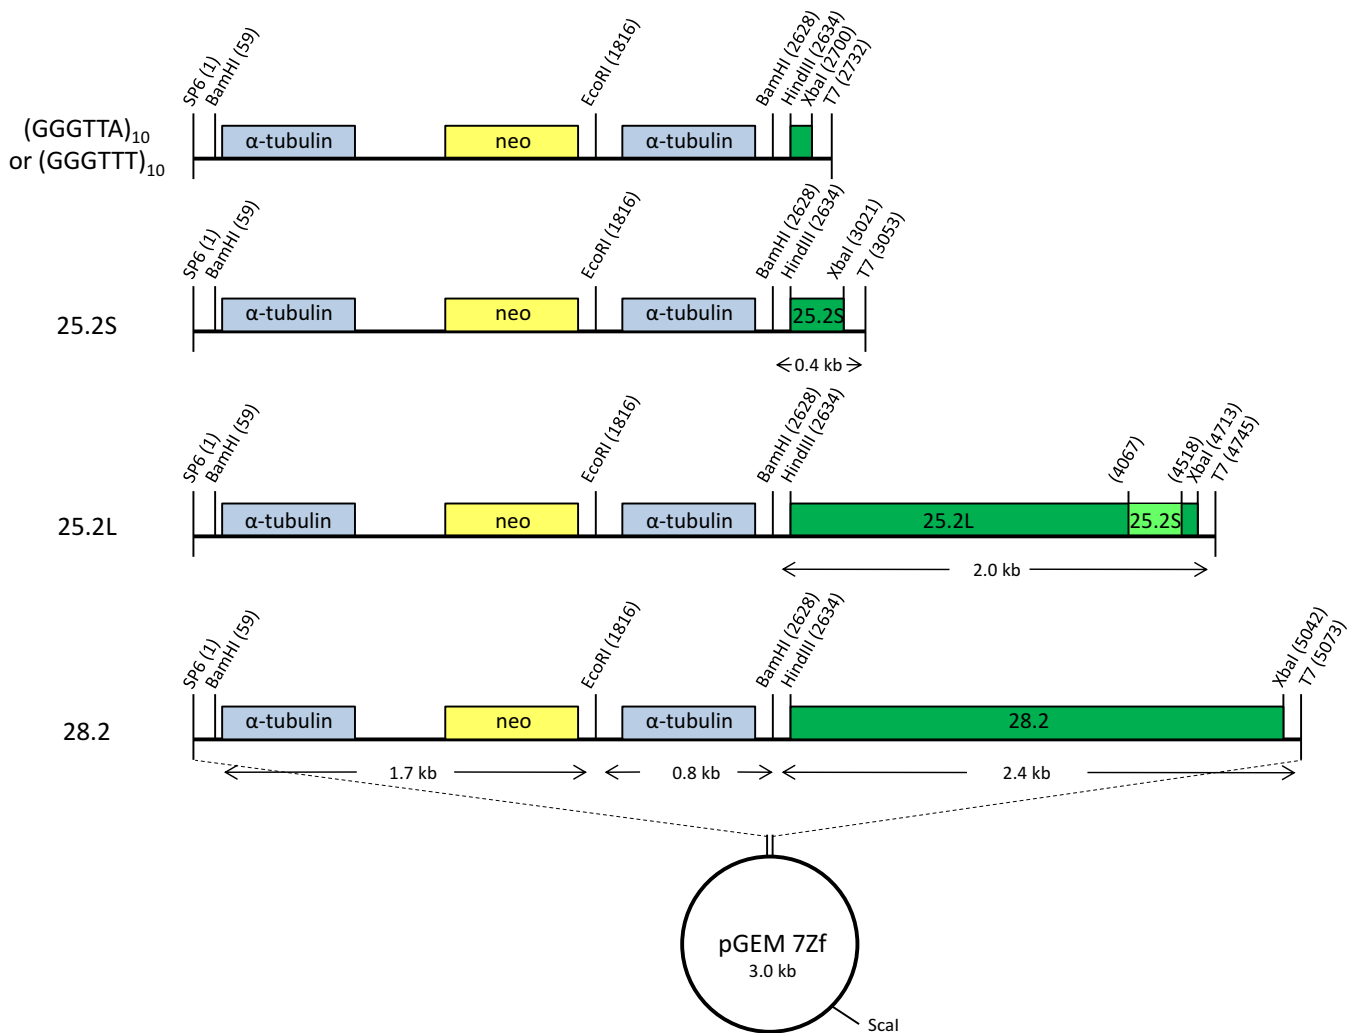 SP6 (1)
BamHI (59)
EcoRI (1816)
BamHI (2628)
HindIII (2634)
XbaI (2700)
T7 (2732)
(GGGTTA)10
or (GGGTTT)10
α-tubulin
neo
α-tubulin
SP6 (1)
BamHI (59)
EcoRI (1816)
BamHI (2628)
HindIII (2634)
XbaI (3021)
T7 (3053)
25.2S
α-tubulin
neo
α-tubulin
25.2S
0.4 kb
SP6 (1)
BamHI (59)
EcoRI (1816)
BamHI (2628)
HindIII (2634)
(4067)
(4518)
XbaI (4713)
T7 (4745)
25.2L
α-tubulin
neo
α-tubulin
25.2L
25.2S
2.0 kb
SP6 (1)
BamHI (59)
EcoRI (1816)
BamHI (2628)
HindIII (2634)
XbaI (5042)
T7 (5073)
28.2
α-tubulin
neo
α-tubulin
28.2
1.7 kb
0.8 kb
2.4 kb
pGEM 7Zf
3.0 kb
ScaI